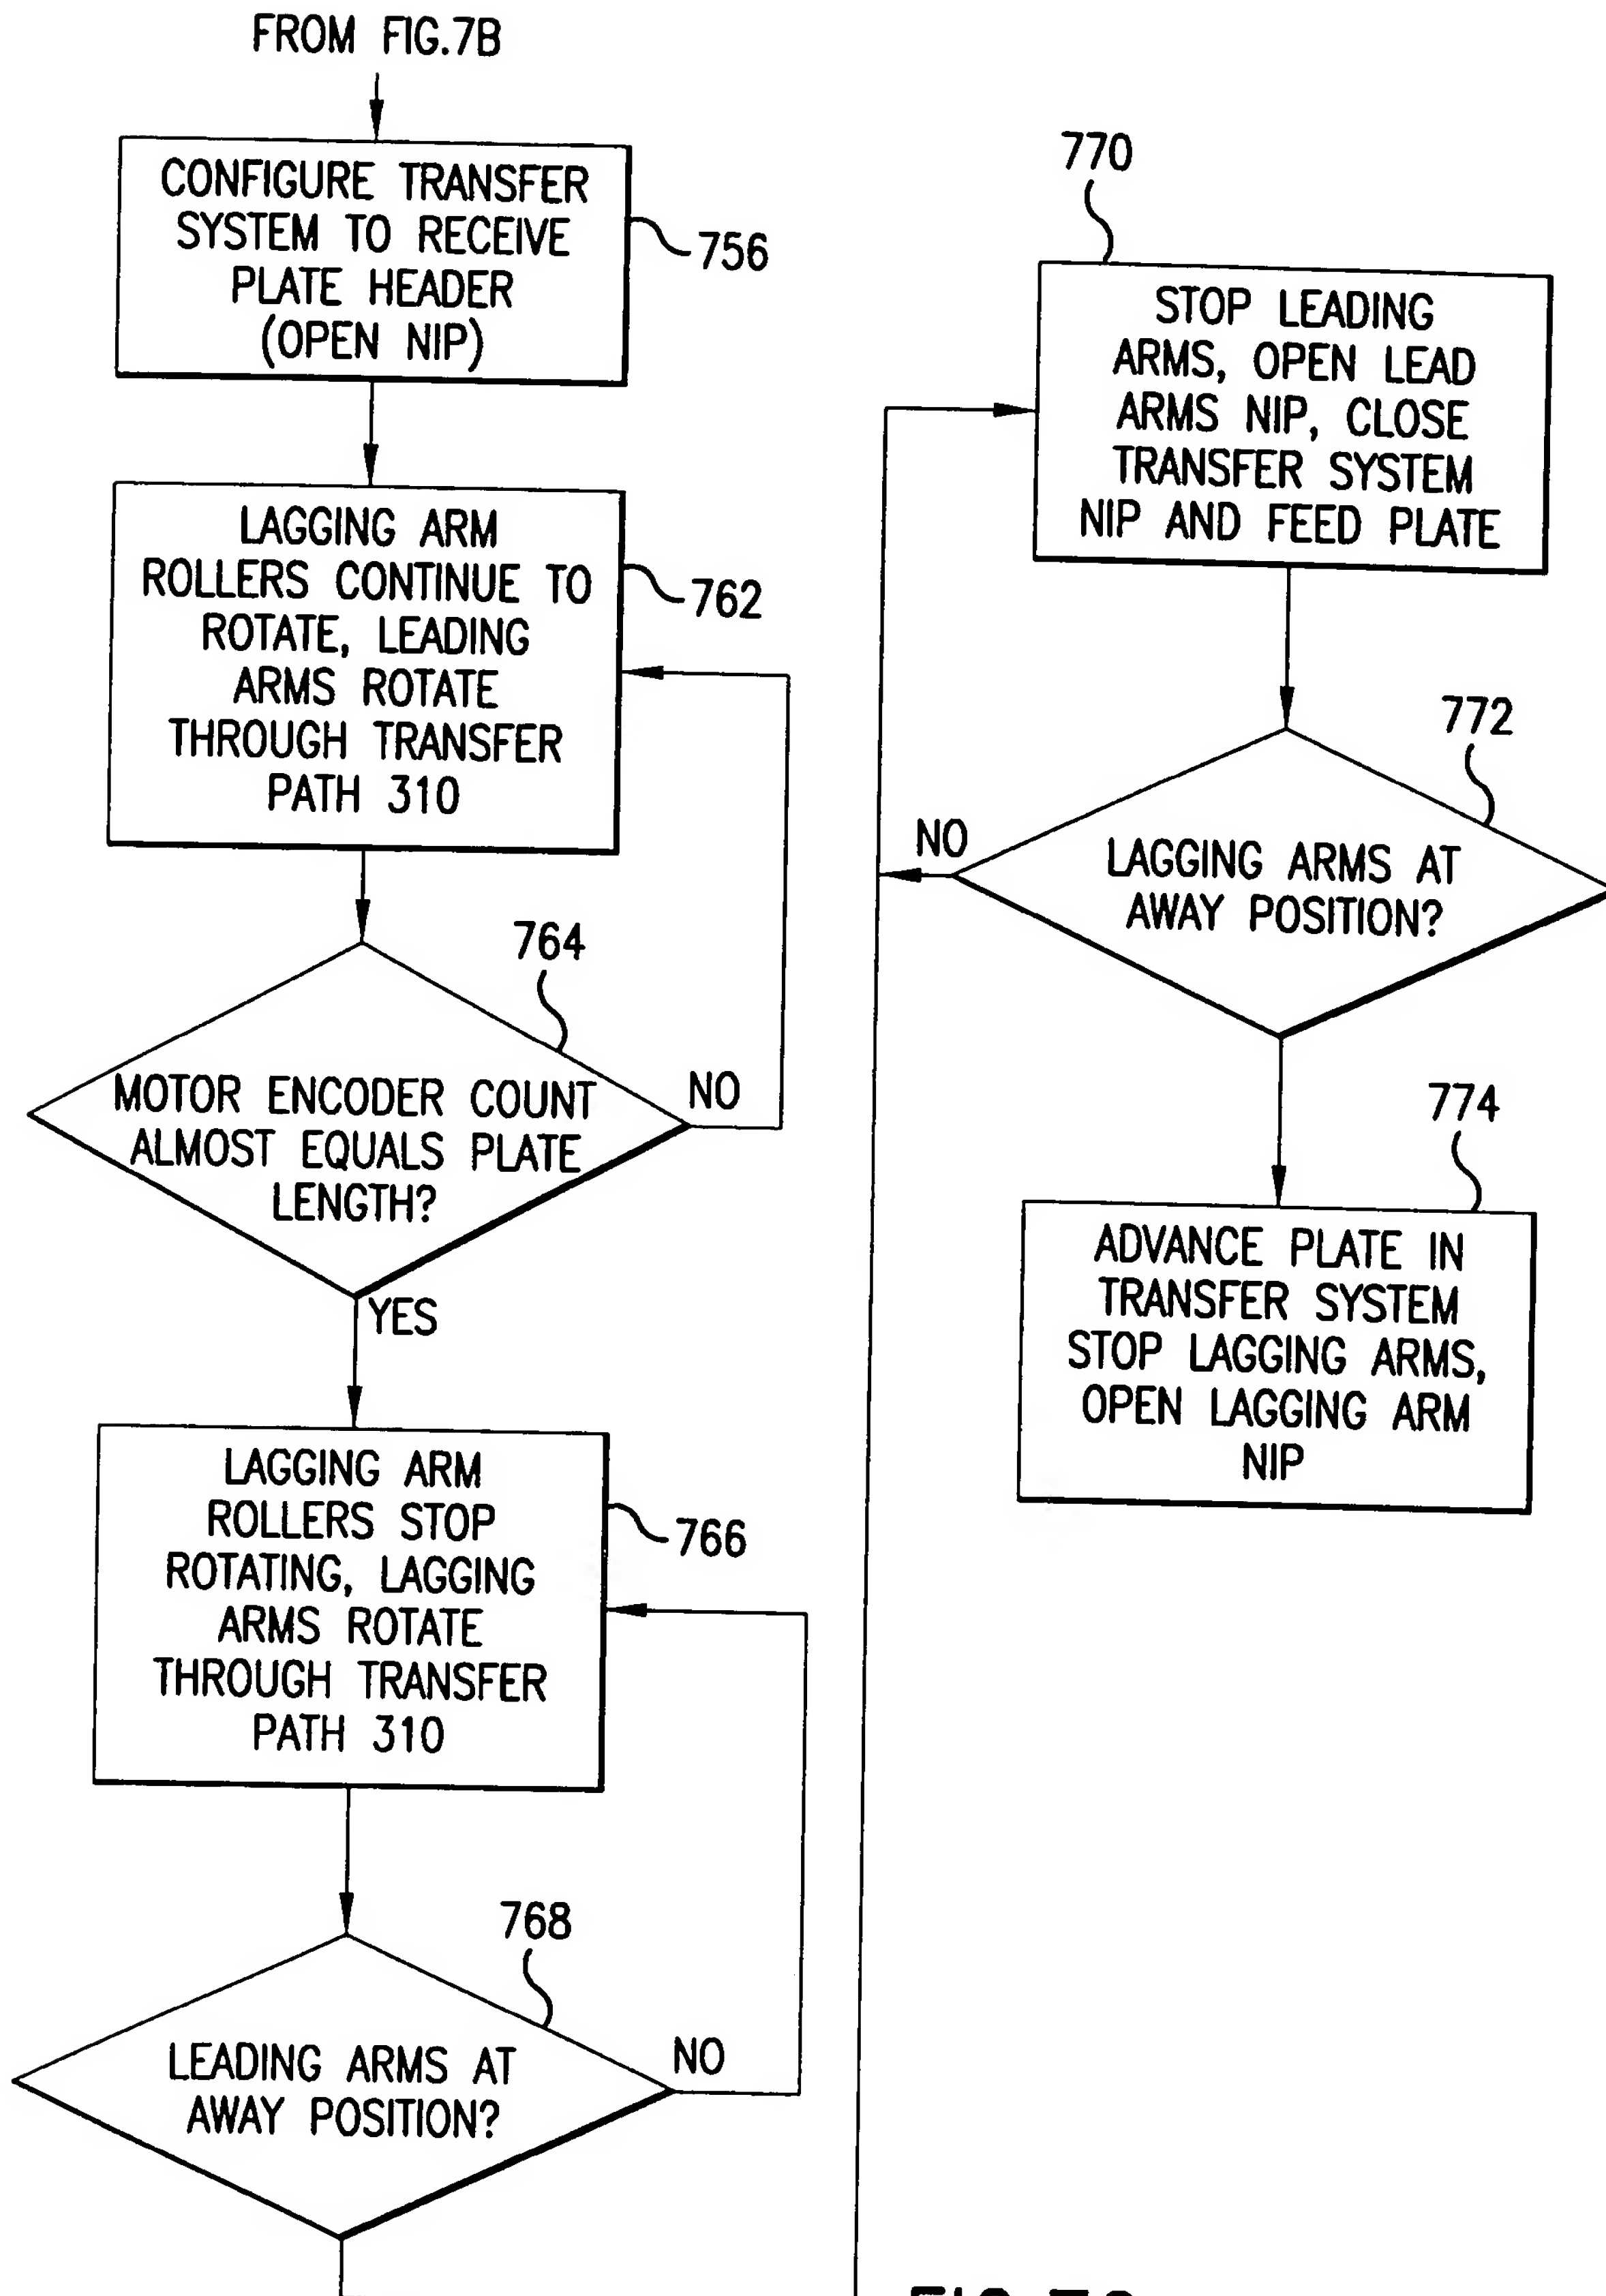 FROM FIG.7B
CONFIGURE TRANSFER
SYSTEM TO RECEIVE
PLATE HEADER
(OPEN NIP)
756
LAGGING ARM
ROLLERS CONTINUE TO
ROTATE, LEADING
ARMS ROTATE
THROUGH TRANSFER
PATH 310
762
764
MOTOR ENCODER COUNT
ALMOST EQUALS PLATE
LENGTH?
NO
YES
LAGGING ARM
ROLLERS STOP
ROTATING, LAGGING
ARMS ROTATE
THROUGH TRANSFER
PATH 310
766
768
LEADING ARMS AT
AWAY POSITION?
NO
770
STOP LEADING
ARMS, OPEN LEAD
ARMS NIP, CLOSE
TRANSFER SYSTEM
NIP AND FEED PLATE
772
LAGGING ARMS AT
AWAY POSITION?
NO
774
ADVANCE PLATE IN
TRANSFER SYSTEM
STOP LAGGING ARMS,
OPEN LAGGING ARM
NIP